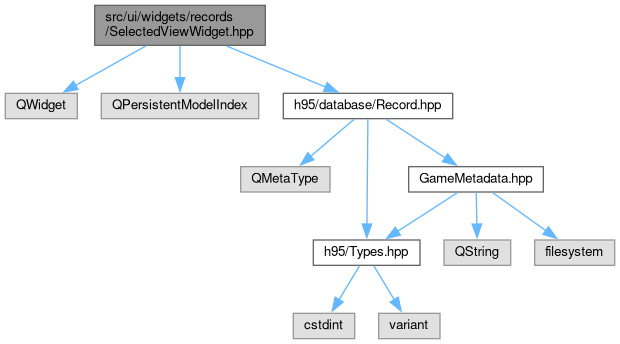 src/ui/widgets/records
/SelectedViewWidget.hpp
QWidget
QPersistentModelIndex
h95/database/Record.hpp
QMetaType
GameMetadata.hpp
h95/Types.hpp
QString
filesystem
cstdint
variant